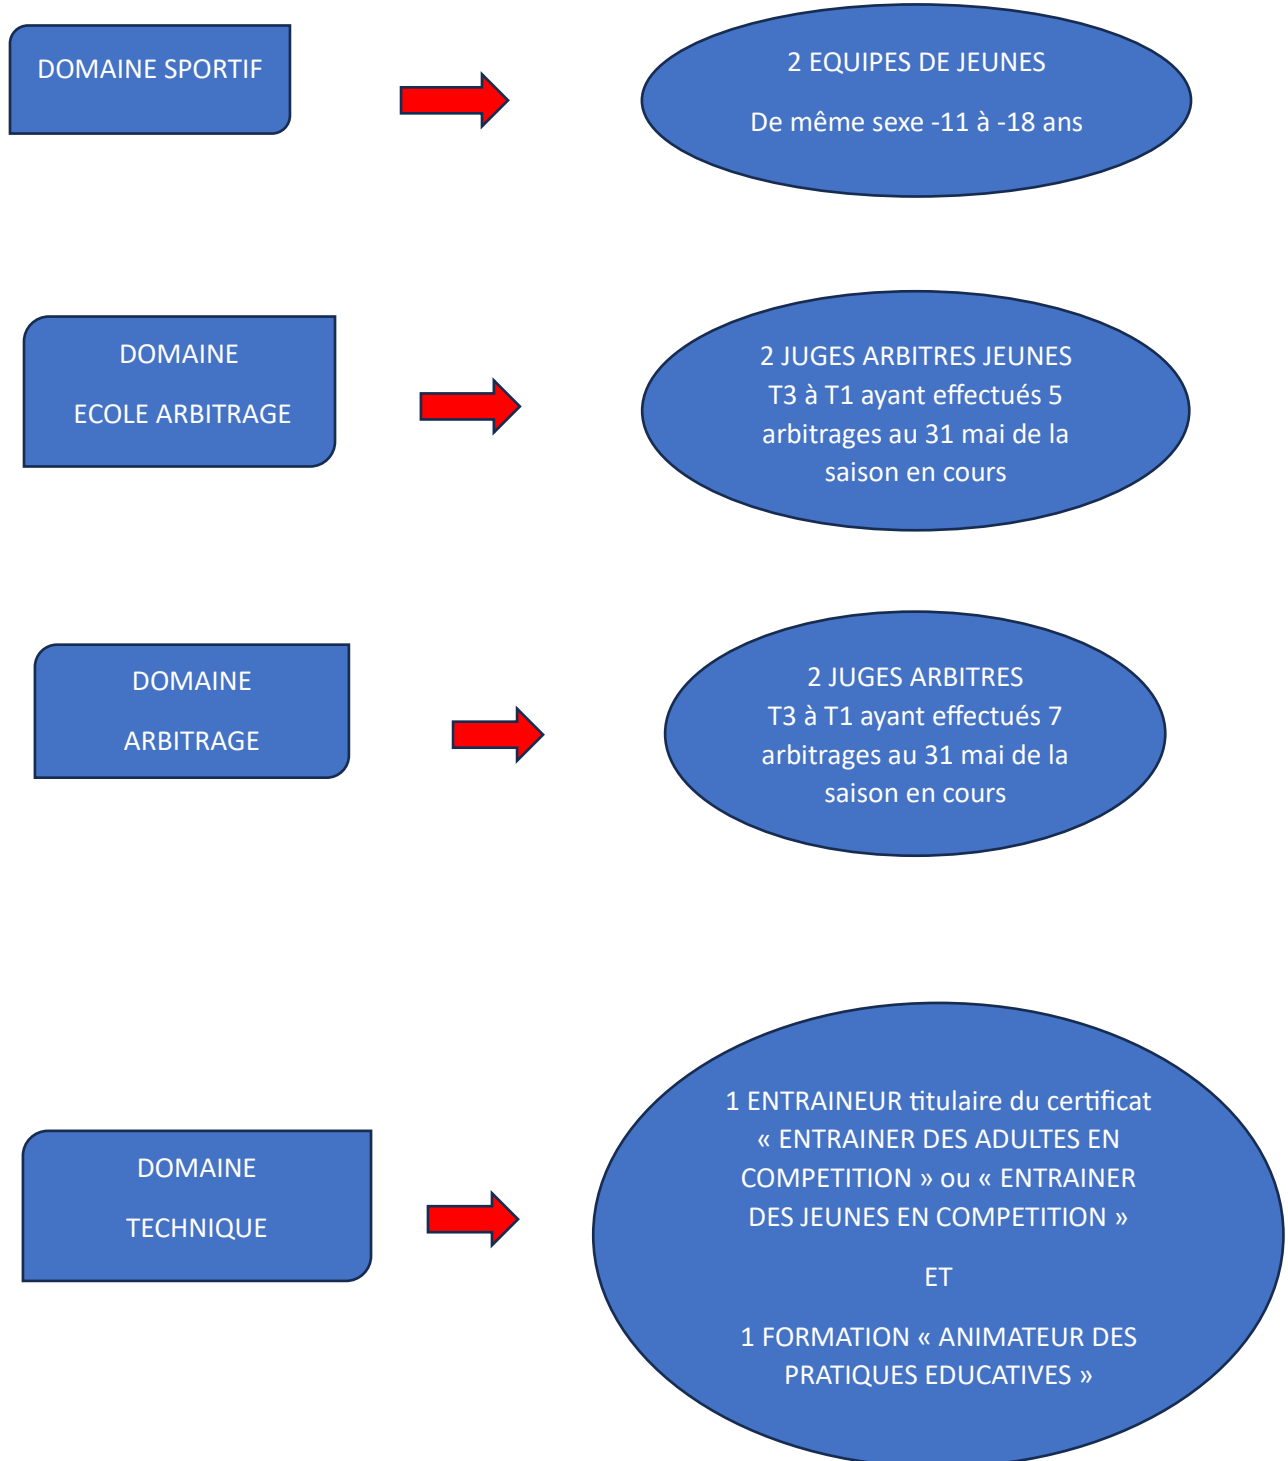 DOMAINE SPORTIF
2 EQUIPES DE JEUNES
De même sexe -11 à -18 ans
DOMAINE
ECOLE ARBITRAGE
2 JUGES ARBITRES JEUNES
T3 à T1 ayant effectués 5
arbitrages au 31 mai de la
saison en cours
DOMAINE
ARBITRAGE
2 JUGES ARBITRES
T3 à T1 ayant effectués 7
arbitrages au 31 mai de la
saison en cours
DOMAINE
TECHNIQUE
1 ENTRAINEUR titulaire du certificat
« ENTRAINER DES ADULTES EN
COMPETITION » ou « ENTRAINER
DES JEUNES EN COMPETITION »
ET
1 FORMATION « ANIMATEUR DES
PRATIQUES EDUCATIVES »